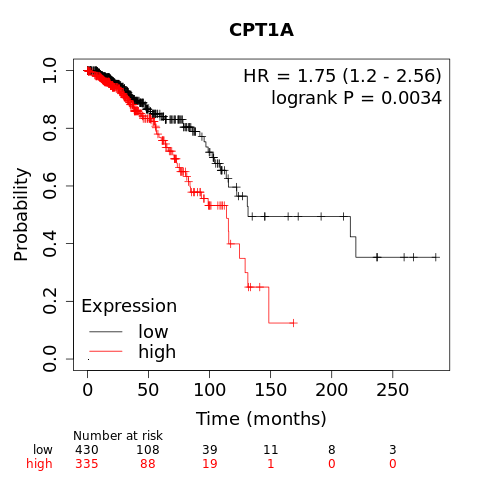 CPT1A
HR = 1.75 (1.2 - 2.56)
logrank P = 0.0034
Probability
1.0
0.8
0.6
0.4
0.2
0.0
Expression
low
high
0 50 100 150 200 250
Time (months)
Number at risk
low 430 108 39 11 8 3
high 335 88 19 1 0 0